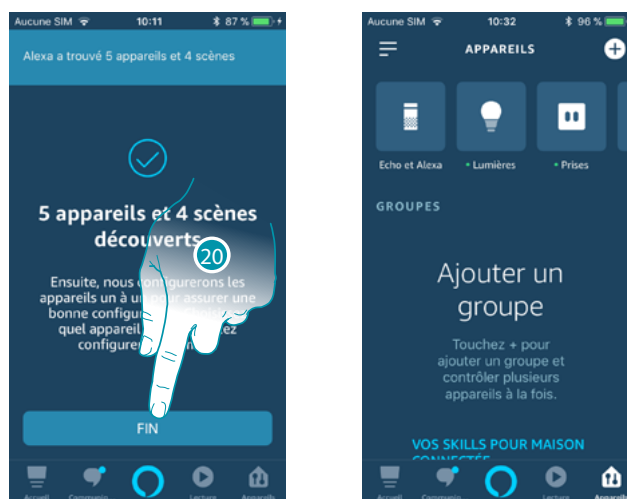 Aucune SIM 10:11 87 %
Alexa a trouvé 5 appareils et 4 scènes
5 appareils et 4 scènes
découverts
20
Ensuite, nous configurerons les
appareils un à un pour assurer une
bonne
quel appareil
FIN
Accueil Lecture Appareils
Aucune SIM 10:32 96 %
APPAREILS
Echo et Alexa • Lumières • Prises
GROUPES
Ajouter un
groupe
Touchez + pour
ajouter un groupe et
contrôler plusieurs
appareils à la fois.
VOS SKILLS POUR MAISON
CONNECTÉE
Accueil Lecture Appareils